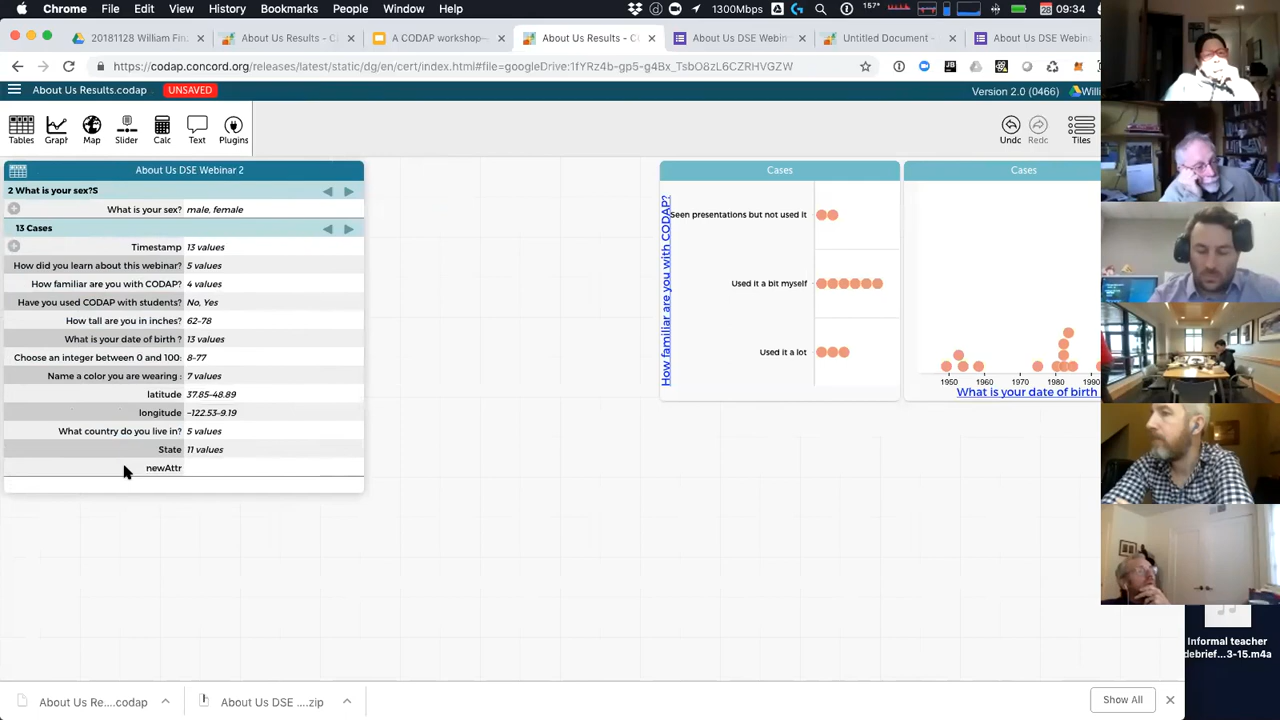 Chrome File Edit View History Bookmarks People Window Help
1300Mbps 167° 09:34
20181128 William Fin
About Us Results - C
A CODAP workshop—
About Us Results - C
About Us DSE Webin
Untitled Document -
About Us DSE Webin
https://codap.concord.org/releases/latest/static/dg/en/cert/index.html#file=googleDrive:1fYRz4b-gp5-g4Bx_TsbO8zL6CZRHVGZW
About Us Results.codap UNSAVED
Version 2.0 (0466)
Tables Graph Map Slider Calc Text Plugins
Undo Redo Tiles
About Us DSE Webinar 2
2 What is your sex?S
What is your sex? male, female
13 Cases
Timestamp 13 values
How did you learn about this webinar? 5 values
How familiar are you with CODAP? 4 values
Have you used CODAP with students? No, Yes
How tall are you in inches? 62–78
What is your date of birth ? 13 values
Choose an integer between 0 and 100: 8–77
Name a color you are wearing : 7 values
latitude 37.85–48.89
longitude −122.53–9.19
What country do you live in? 5 values
State 11 values
newAttr
Cases
How familiar are you with CODAP?
Seen presentations but not used it
Used it a bit myself
Used it a lot
Cases
1950 1960 1970 1980 1990
What is your date of birth
Informal teacher
debrief...3-15.m4a
About Us Re....codap
About Us DSE ....zip
Show All